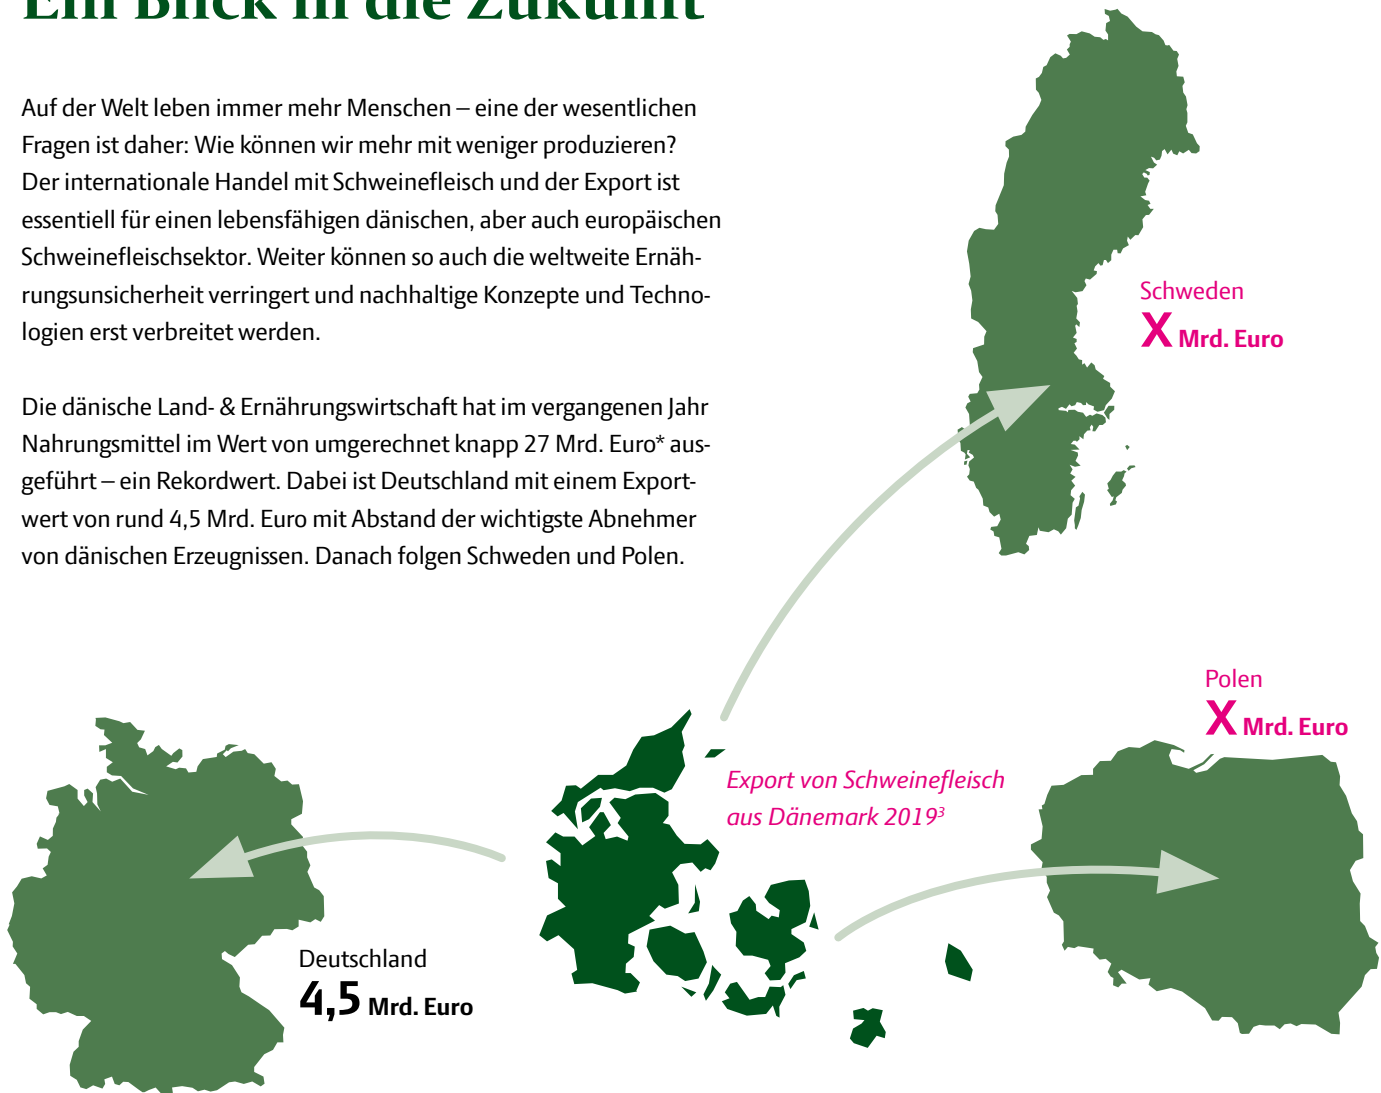 Ein Blick in die Zukunft
Auf der Welt leben immer mehr Menschen – eine der wesentlichen
Fragen ist daher: Wie können wir mehr mit weniger produzieren?
Der internationale Handel mit Schweinefleisch und der Export ist
essentiell für einen lebensfähigen dänischen, aber auch europäischen
Schweinefleischsektor. Weiter können so auch die weltweite Ernäh-
rungsunsicherheit verringert und nachhaltige Konzepte und Techno-
logien erst verbreitet werden.
Die dänische Land- & Ernährungswirtschaft hat im vergangenen Jahr
Nahrungsmittel im Wert von umgerechnet knapp 27 Mrd. Euro* aus-
geführt – ein Rekordwert. Dabei ist Deutschland mit einem Export-
wert von rund 4,5 Mrd. Euro mit Abstand der wichtigste Abnehmer
von dänischen Erzeugnissen. Danach folgen Schweden und Polen.
Schweden
X Mrd. Euro
Polen
X Mrd. Euro
Export von Schweinefleisch
aus Dänemark 2019³
Deutschland
4,5 Mrd. Euro